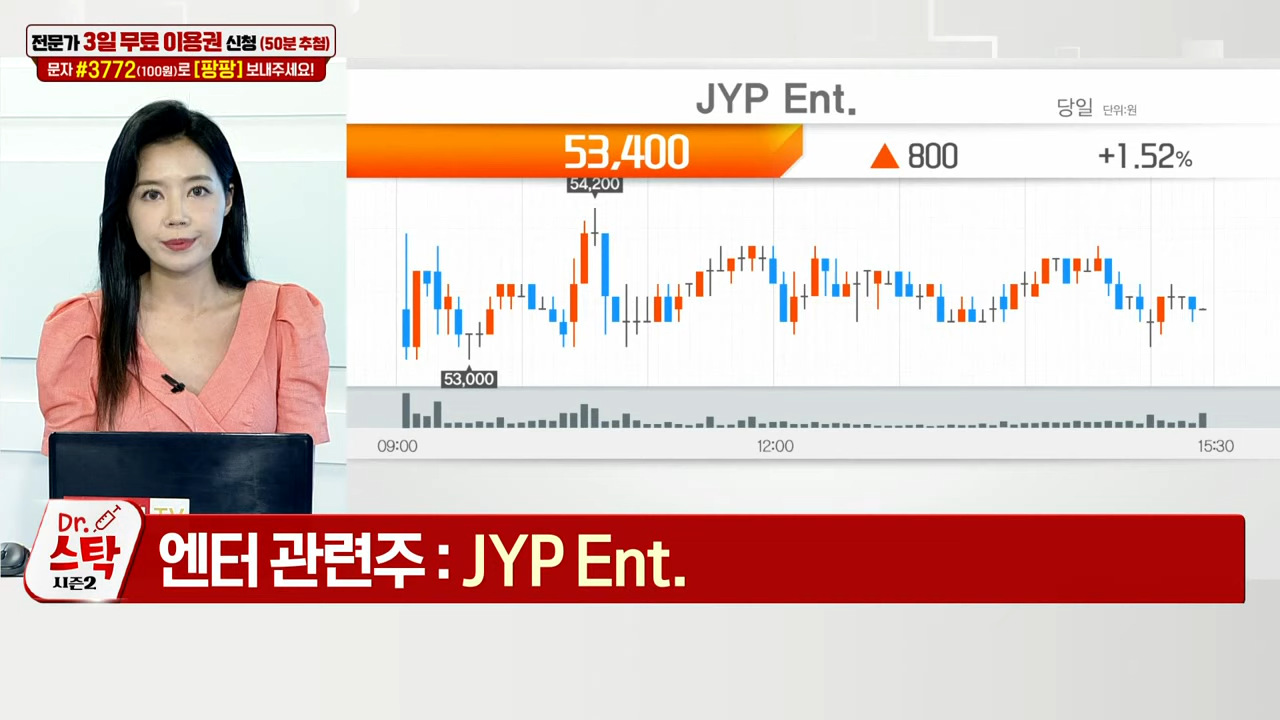 전문가 3일 무료 이용권 신청 (50분 추첨)
문자 #3772(100원)로 [팡팡] 보내주세요!
JYP Ent.
당일 단위:원
53,400 ▲ 800 +1.52%
54,200
53,000
09:00 12:00 15:30
TV
Dr.
스탁
시즌2
엔터 관련주 : JYP Ent.